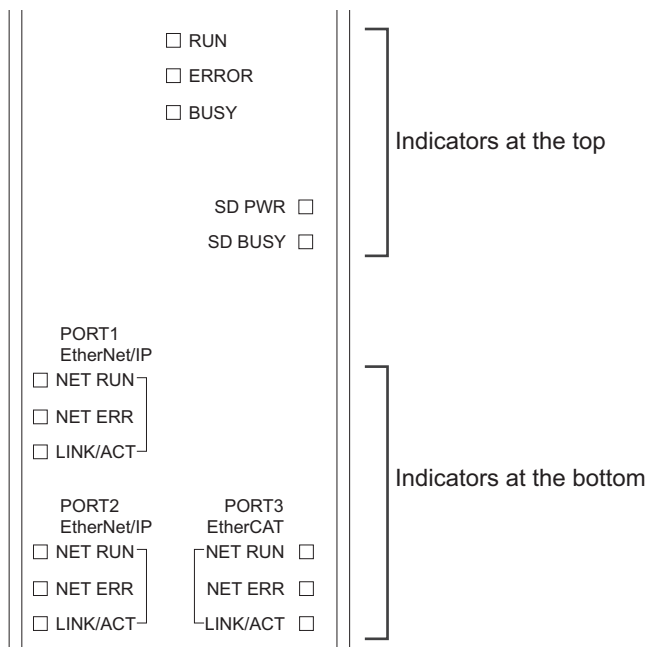 RUN
ERROR
BUSY
Indicators at the top
SD PWR
SD BUSY
PORT1
EtherNet/IP
NET RUN
NET ERR
LINK/ACT
Indicators at the bottom
PORT2
EtherNet/IP
NET RUN
NET ERR
LINK/ACT
PORT3
EtherCAT
NET RUN
NET ERR
LINK/ACT